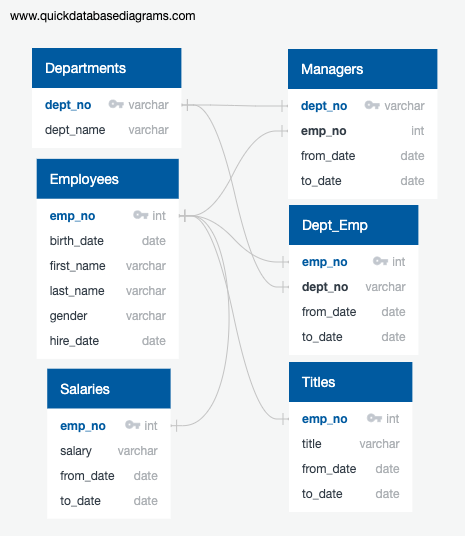 www.quickdatabasediagrams.com
Departments
dept_no varchar
dept_name varchar
Employees
emp_no int
birth_date date
first_name varchar
last_name varchar
gender varchar
hire_date date
Salaries
emp_no int
salary varchar
from_date date
to_date date
Managers
dept_no varchar
emp_no int
from_date date
to_date date
Dept_Emp
emp_no int
dept_no varchar
from_date date
to_date date
Titles
emp_no int
title varchar
from_date date
to_date date